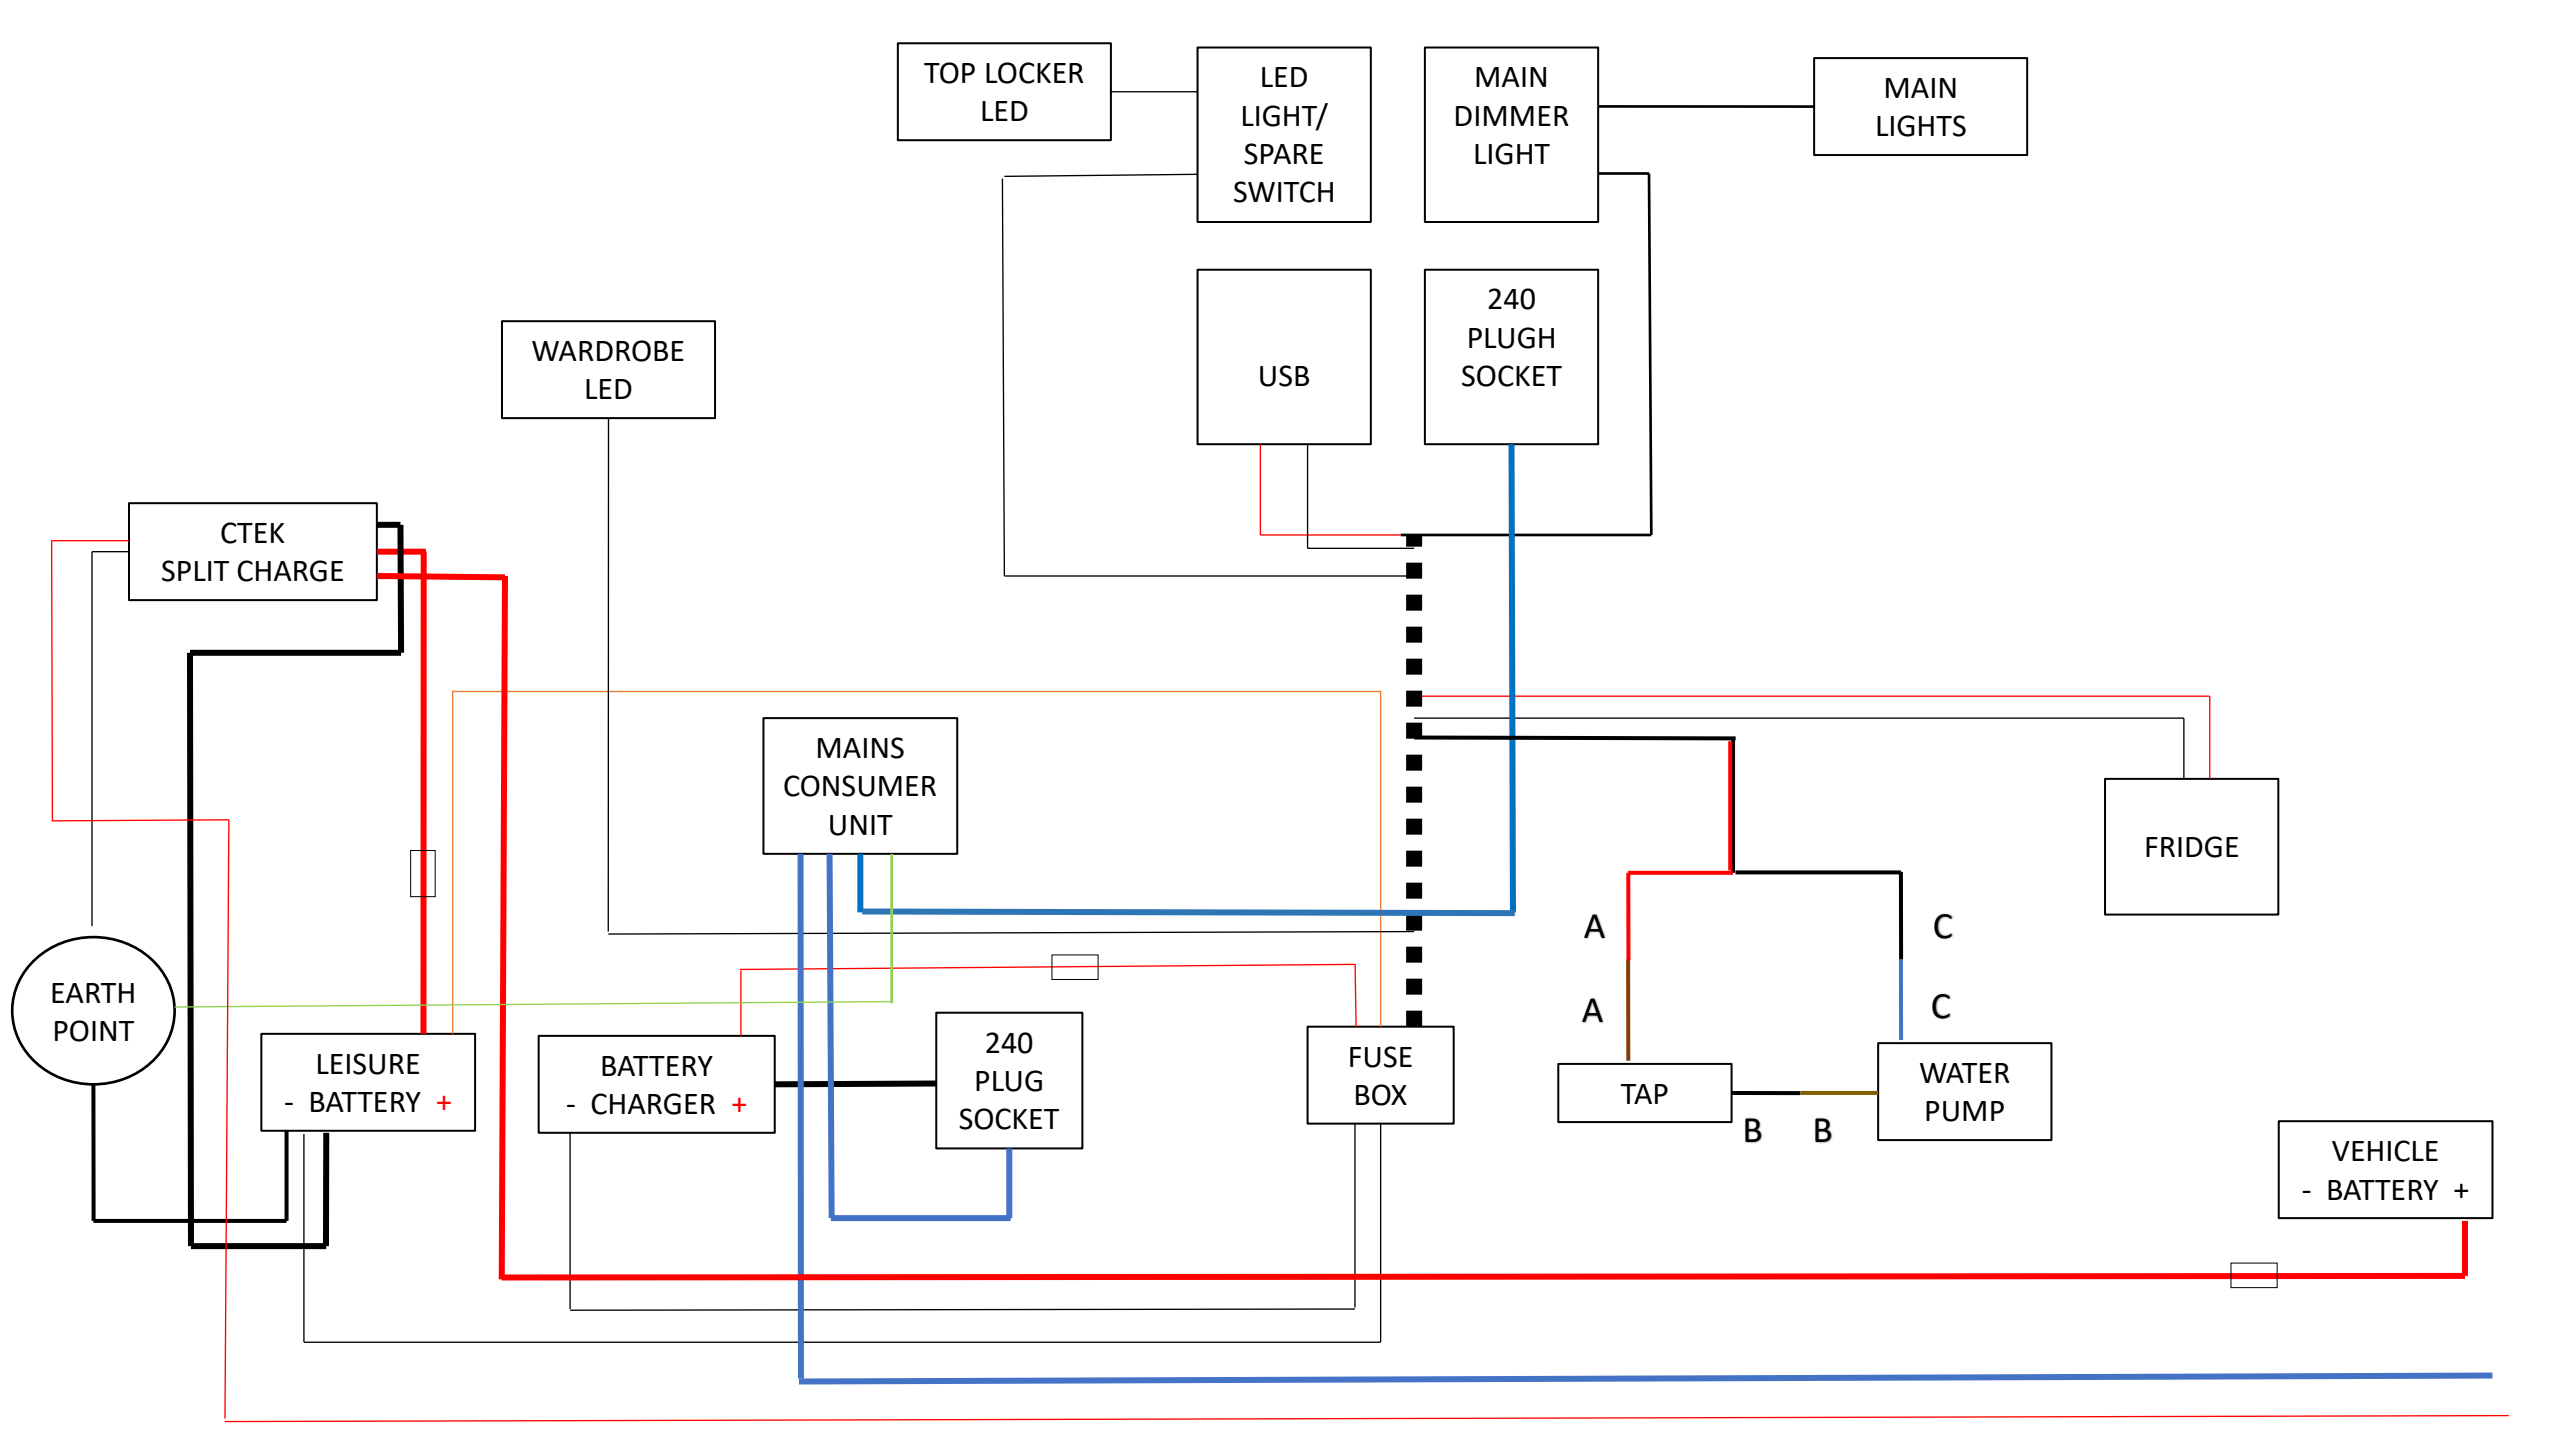 TOP LOCKER
LED
LED
LIGHT/
SPARE
SWITCH
MAIN
DIMMER
LIGHT
MAIN
LIGHTS
USB
240
PLUGH
SOCKET
WARDROBE
LED
CTEK
SPLIT CHARGE
MAINS
CONSUMER
UNIT
FRIDGE
A
C
A
C
EARTH
POINT
LEISURE
- BATTERY +
BATTERY
- CHARGER +
240
PLUG
SOCKET
FUSE
BOX
TAP
B B
WATER
PUMP
VEHICLE
- BATTERY +